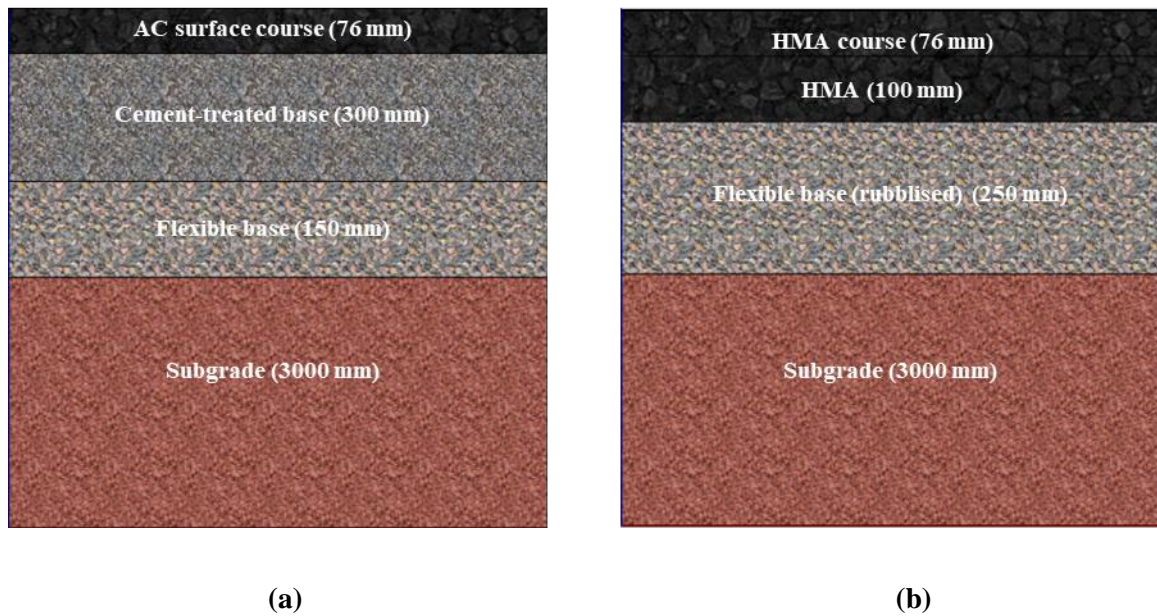 AC surface course (76 mm)
Cement-treated base (300 mm)
Flexible base (150 mm)
Subgrade (3000 mm)
(a)
HMA course (76 mm)
HMA (100 mm)
Flexible base (rubblised) (250 mm)
Subgrade (3000 mm)
(b)